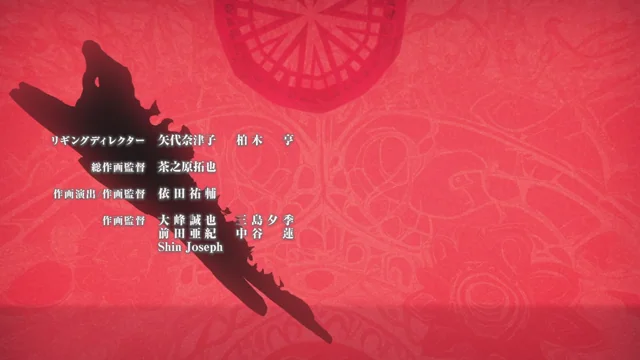 リギングディレクター 矢代奈津子 柏木 亨
総作画監督 茶之原拓也
作画演出 作画監督 依田祐輔
作画監督 大峰誠也 三島夕季
前田亜紀 中谷 蓮
Shin Joseph